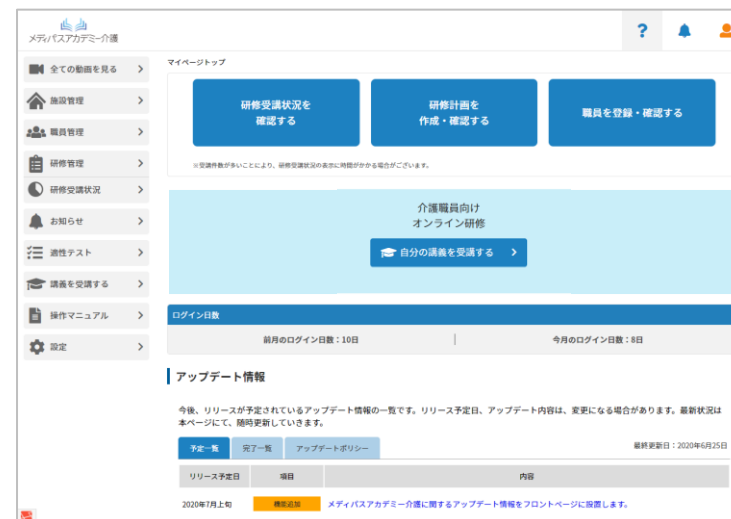 メディパスアカデミー介護
?
全ての動画を見る
施設管理
職員管理
研修管理
研修受講状況
お知らせ
適性テスト
講義を受講する
操作マニュアル
設定
マイページトップ
研修受講状況を
確認する
研修計画を
作成・確認する
職員を登録・確認する
※受講件数が多いことにより、研修受講状況の表示に時間がかかる場合がございます。
介護職員向け
オンライン研修
自分の講義を受講する
ログイン日数
前月のログイン日数：10日
今月のログイン日数：8日
アップデート情報
今後、リリースが予定されているアップデート情報の一覧です。リリース予定日、アップデート内容は、変更になる場合があります。最新状況は
本ページにて、随時更新していきます。
予定一覧 完了一覧 アップデートポリシー
最終更新日：2020年6月25日
リリース予定日 項目 内容
2020年7月上旬 機能追加 メディパスアカデミー介護に関するアップデート情報をフロントページに設置します。